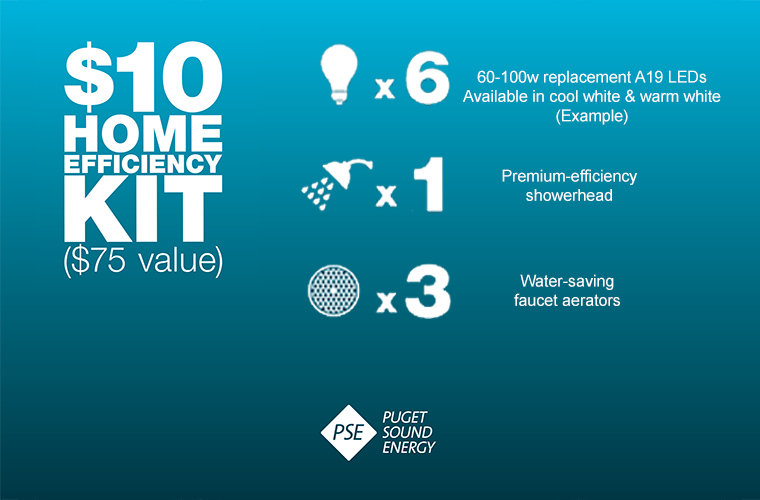 $10
HOME
EFFICIENCY
KIT
($75 value)
x 6
60-100w replacement A19 LEDs
Available in cool white & warm white
(Example)
x 1
Premium-efficiency
showerhead
x 3
Water-saving
faucet aerators
PSE
PUGET
SOUND
ENERGY